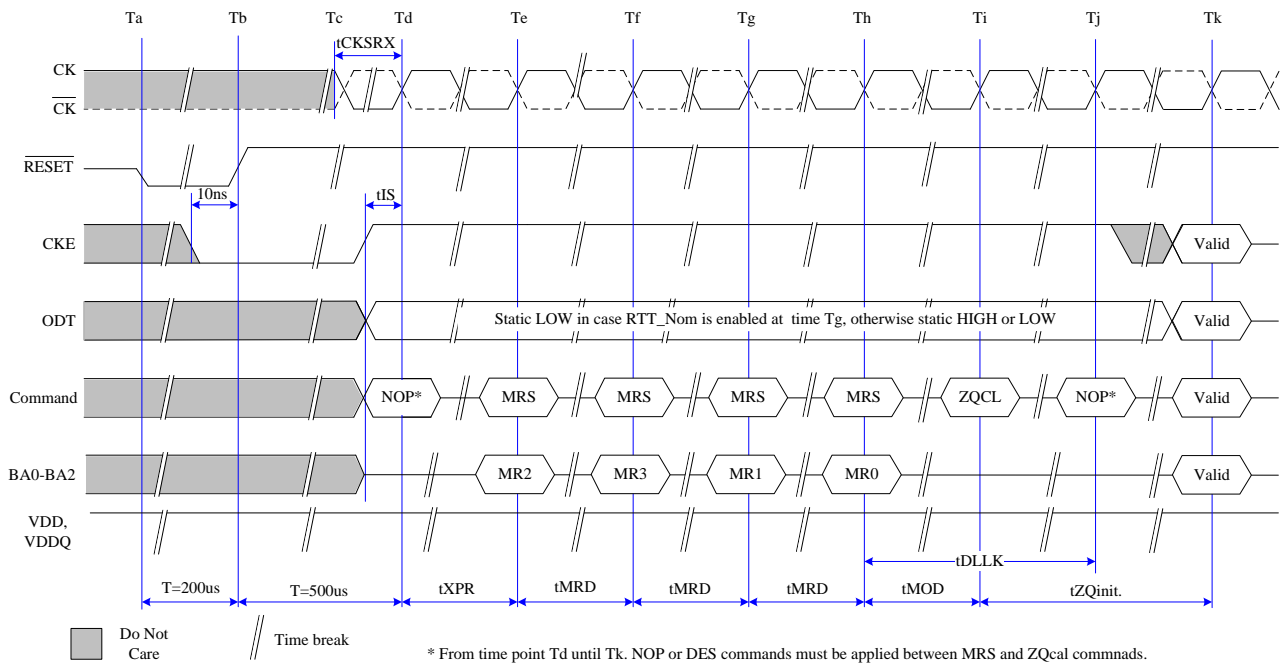 Ta Tb Tc Td Te Tf Tg Th Ti Tj Tk
tCKSRX
CK
CK
RESET
10ns
tIS
CKE
Valid
ODT
Static LOW in case RTT_Nom is enabled at time Tg, otherwise static HIGH or LOW
Valid
Command
NOP* MRS MRS MRS MRS ZQCL NOP* Valid
BA0-BA2
MR2 MR3 MR1 MR0 Valid
VDD,
VDDQ
tDLLK
T=200us T=500us tXPR tMRD tMRD tMRD tMOD tZQinit.
Do Not
Care
Time break
* From time point Td until Tk. NOP or DES commands must be applied between MRS and ZQcal commnads.